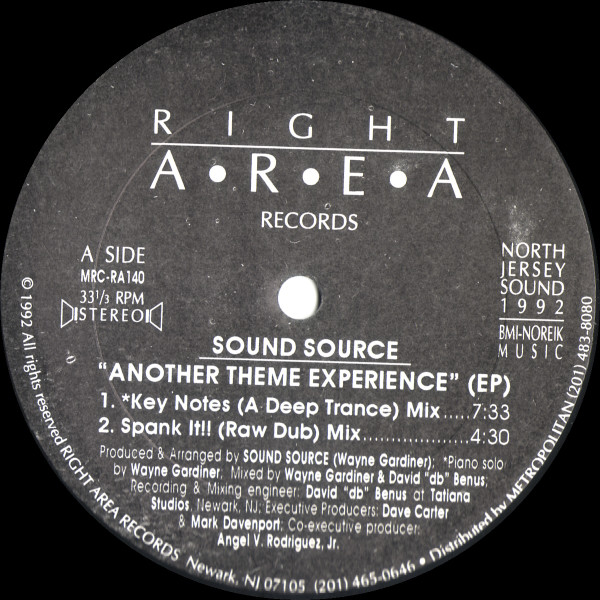 RIGHT
A•R•E•A
RECORDS
A SIDE
MRC-RA140
33 1/3 RPM
STEREO
NORTH
JERSEY
SOUND
1992
BMI-NOREIK
MUSIC
SOUND SOURCE
"ANOTHER THEME EXPERIENCE" (EP)
1. *Key Notes (A Deep Trance) Mix.....7:33
2. Spank It!! (Raw Dub) Mix....................4:30
Produced & Arranged by SOUND SOURCE (Wayne Gardiner); *Piano solo
by Wayne Gardiner; Mixed by Wayne Gardiner & David "db" Benus;
Recording & Mixing engineer: David "db" Benus at Tatiana
Studios, Newark, NJ; Executive Producers: Dave Carter
& Mark Davenport; Co-executive producer:
Angel V. Rodriguez, Jr.
© 1992 All rights reserved RIGHT AREA RECORDS Newark, NJ 07105 (201) 465-0646 • Distributed by METROPOLITAN (201) 483-8080